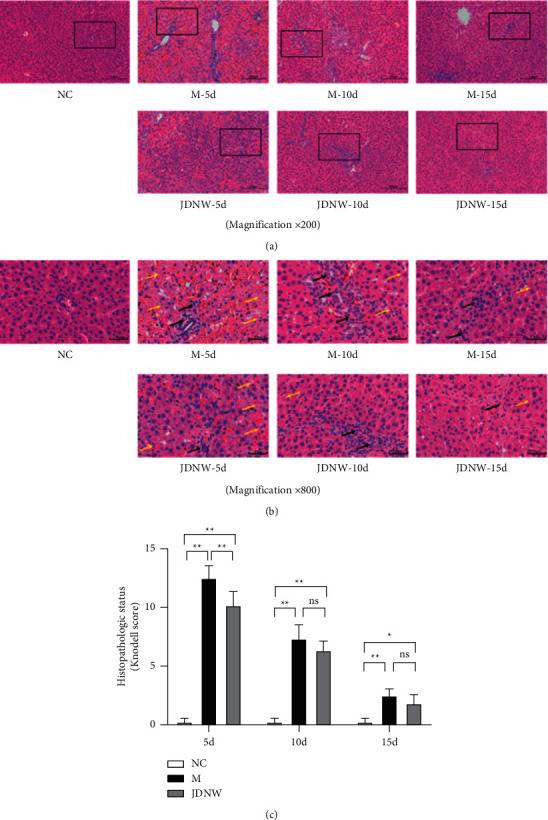 NC M-5d M-10d M-15d
JDNW-5d JDNW-10d JDNW-15d
(Magnification ×200)
(a)
NC M-5d M-10d M-15d
JDNW-5d JDNW-10d JDNW-15d
(Magnification ×800)
(b)
Histopathologic status
(Knodell score)
15
10
5
0
**
** **
**
** ns
*
** ns
5d 10d 15d
NC
M
JDNW
(c)